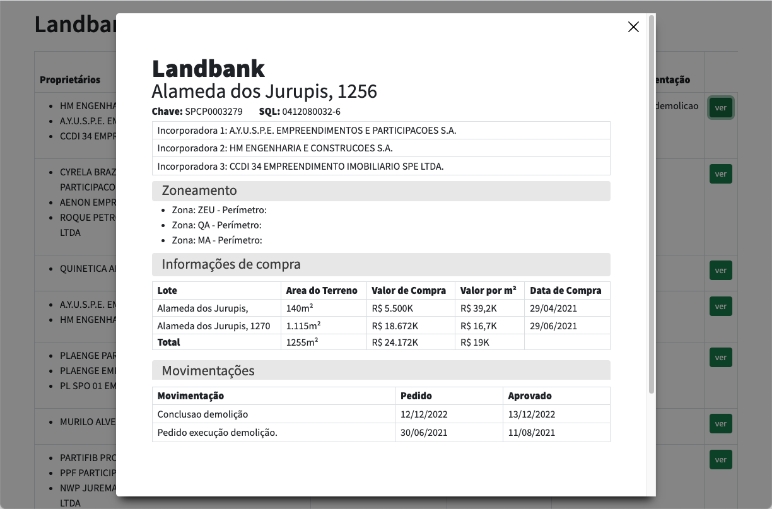 Landbank
Alameda dos Jurupis, 1256
Chave: SPCP0003279 SQL: 0412080032-6
Incorporadora 1: A.Y.U.S.P.E. EMPREENDIMENTOS E PARTICIPACOES S.A.
Incorporadora 2: HM ENGENHARIA E CONSTRUCOES S.A.
Incorporadora 3: CCDI 34 EMPREENDIMENTO IMOBILIARIO SPE LTDA.
Zoneamento
Zona: ZEU - Perímetro:
Zona: QA - Perímetro:
Zona: MA - Perímetro:
Informações de compra
Lote Area do Terreno Valor de Compra Valor por m² Data de Compra
Alameda dos Jurupis, 140m² R$ 5.500K R$ 39,2K 29/04/2021
Alameda dos Jurupis, 1270 1.115m² R$ 18.672K R$ 16,7K 29/06/2021
Total 1255m² R$ 24.172K R$ 19K
Movimentações
Movimentação Pedido Aprovado
Conclusao demolição 12/12/2022 13/12/2022
Pedido execução demolição. 30/06/2021 11/08/2021
Landbar
Proprietários
HM ENGENHA
A.Y.U.S.P.E. EM
CCDI 34 EMPR
CYRELA BRAZ
PARTICIPACO
AENON EMPR
ROQUE PETR
LTDA
QUINETICA A
A.Y.U.S.P.E. EM
HM ENGENHA
PLAENGE PAR
PLAENGE EMI
PL SPO 01 EM
MURILO ALVE
PARTIFIB PRO
PPF PARTICIP
NWP JUREMA
LTDA
entação
demolicao ver
ver
ver
ver
ver
ver
ver